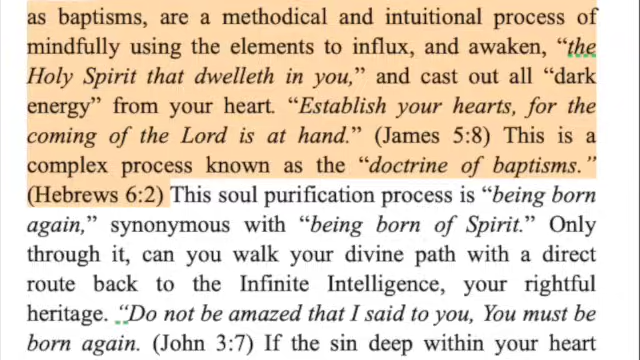 as baptisms, are a methodical and intuitional process of
mindfully using the elements to influx, and awaken, “the
Holy Spirit that dwelleth in you,” and cast out all “dark
energy” from your heart. “Establish your hearts, for the
coming of the Lord is at hand.” (James 5:8) This is a
complex process known as the “doctrine of baptisms.”
(Hebrews 6:2) This soul purification process is “being born
again,” synonymous with “being born of Spirit.” Only
through it, can you walk your divine path with a direct
route back to the Infinite Intelligence, your rightful
heritage. “Do not be amazed that I said to you, You must be
born again. (John 3:7) If the sin deep within your heart